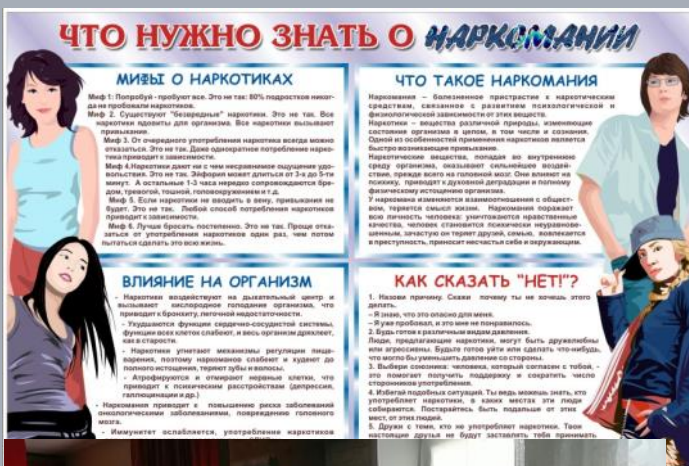 ЧТО НУЖНО ЗНАТЬ О НАРКОМАНИИ
МИФЫ О НАРКОТИКАХ
Миф 1: Попробуй - пробуют все. Это не так: 80% подростков никог-
да не пробовали наркотиков.
Миф 2. Существуют "безвредные" наркотики. Это не так. Все
наркотики ядовиты для организма. Все наркотики вызывают
привыкание.
Миф 3. От очередного употребления наркотика всегда можно
отказаться. Это не так. Даже однократное потребление нарко-
тика приводит к зависимости.
Миф 4.Наркотики дают ни с чем несравнимое ощущение удо-
вольствия. Это не так. Эйфория может длиться от 3-х до 5-ти
минут. А остальные 1-3 часа нередко сопровождаются бре-
дом, тревогой, тошной, головокружением и т.д.
Миф 5. Если наркотики не вводить в вену, привыкания не
будет. Это не так. Любой способ потребления наркотиков
приводит к зависимости.
Миф 6. Лучше бросать постепенно. Это не так. Проще отка-
заться от употребления наркотиков один раз, чем потом
пытаться сделать это всю жизнь.
ЧТО ТАКОЕ НАРКОМАНИЯ
Наркомания – болезненное пристрастие к наркотическим
средствам, связанное с развитием психологической и
физиологической зависимости от этих веществ.
Наркотики – вещества различной природы, изменяющие
состояние организма в целом, в том числе и сознания.
Одной из особенностей применения наркотиков является
быстро возникающее привыкание.
Наркотические вещества, попадая во внутреннюю
среду организма, оказывают сильнейшее воздей-
ствие, прежде всего на головной мозг. Они влияют на
психику, приводят к духовной деградации и полному
физическому истощению организма.
У наркомана изменяются взаимоотношения с общест-
вом, теряется смысл жизни. Наркомания поражает
всю личность человека: уничтожаются нравственные
качества, человек становится психически неуравнове-
шенным, зачастую он теряет друзей, семью, вовлекается
в преступность, приносит несчастья себе и окружающим.
ВЛИЯНИЕ НА ОРГАНИЗМ
- Наркотики воздействуют на дыхательный центр и
вызывают кислородное голодание организма, что
приводит к бронхиту, легочной недостаточности.
- Ухудшаются функции сердечно-сосудистой системы,
функции всех клеток слабеют, и весь организм дряхлеет,
как в старости.
- Наркотики угнетают механизмы регуляции пище-
варения, поэтому наркоманов слабеют и худеют до
полного истощения, теряют зубы и волосы.
- Атрофируются и отмирают нервные клетки, что
приводит к психическим расстройствам (депрессии,
галлюцинации и др.)
- Наркомания приводит к повышению риска заболеваний
онкологическими заболеваниями, повреждению головного
мозга.
- Иммунитет ослабляется, употребление наркотиков
КАК СКАЗАТЬ "НЕТ!"?
1. Назови причину. Скажи почему ты не хочешь этого
делать.
– Я знаю, что это опасно для меня.
– Я уже пробовал, и это мне не понравилось.
2. Будь готов к различным видам давления.
Люди, предлагающие наркотики, могут быть дружелюбны
или агрессивны. Будьте готов уйти или сделать что-нибудь,
что могло бы уменьшить давление со стороны.
3. Выбери союзника: человека, который согласен с тобой, -
это помогает получить поддержку и сократить число
сторонников употребления.
4. Избегай подобных ситуаций. Ты ведь можешь знать, кто
употребляет наркотики, в каких местах эти люди
собираются. Постарайтесь быть подальше от этих
мест, от этих людей.
5. Дружи с теми, кто не употребляет наркотики. Твои
настоящие друзья не будут заставлять тебя принимать